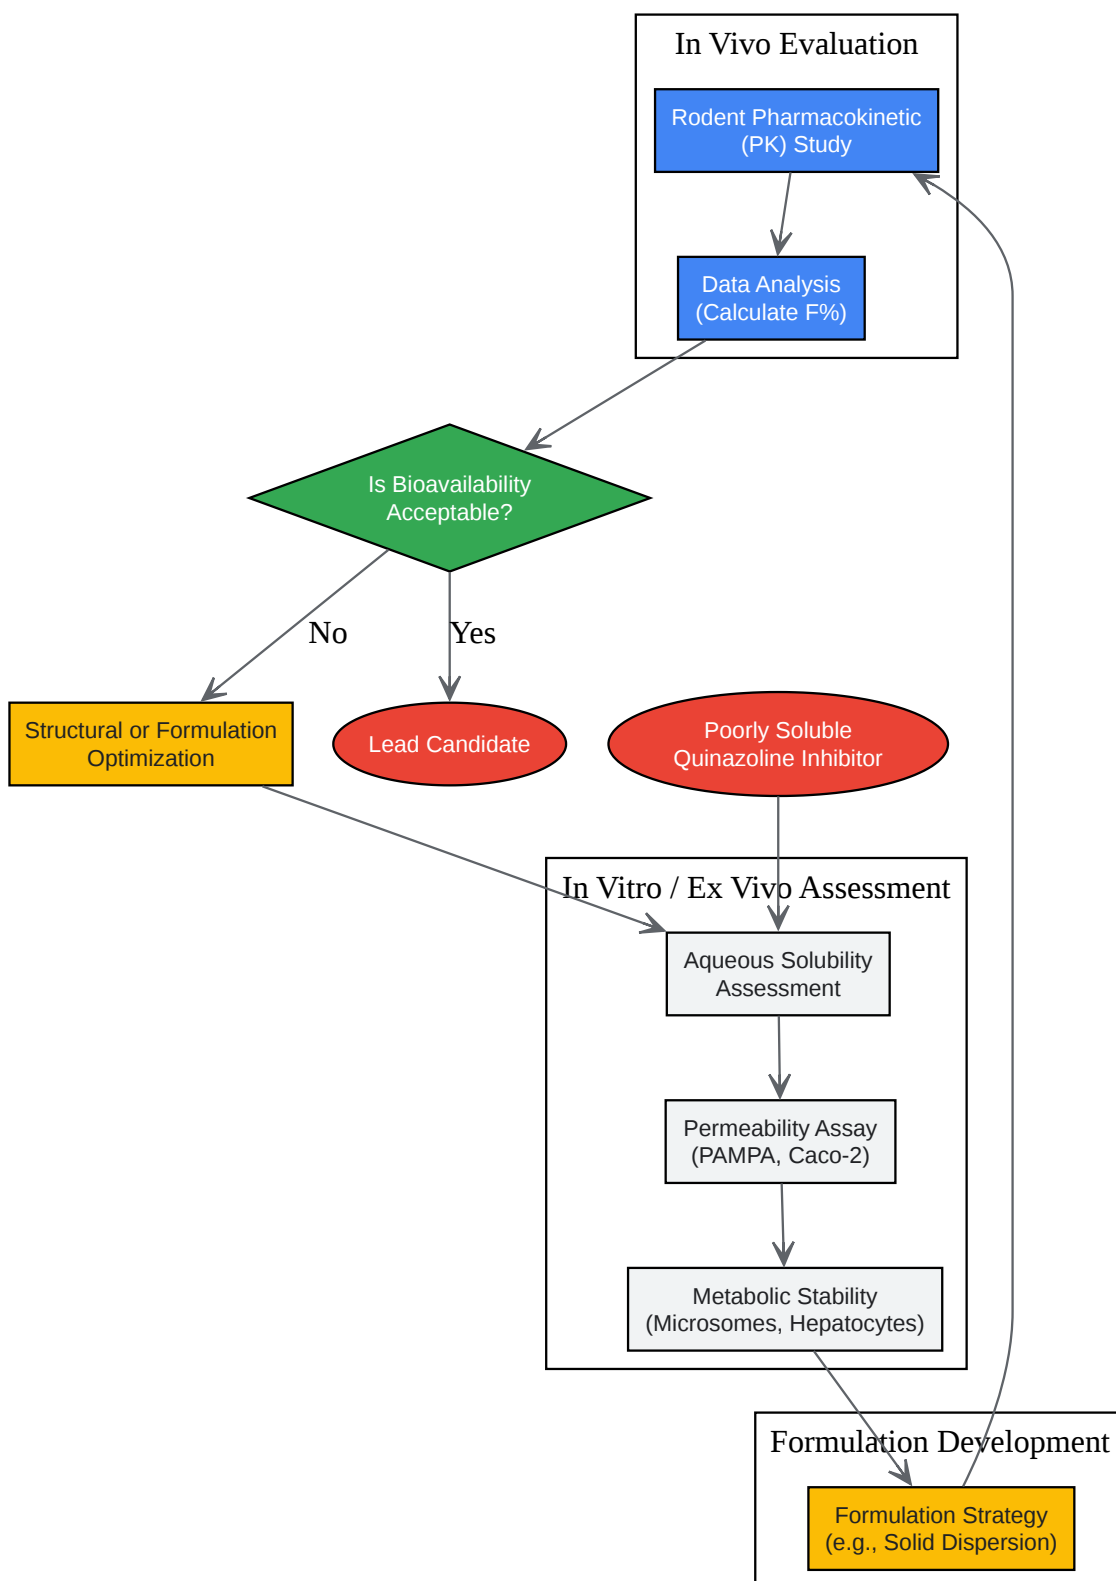 In Vivo Evaluation
Rodent Pharmacokinetic
(PK) Study
Data Analysis
(Calculate F%)
Is Bioavailability
Acceptable?
No
Yes
Structural or Formulation
Optimization
Lead Candidate
Poorly Soluble
Quinazoline Inhibitor
In Vitro / Ex Vivo Assessment
Aqueous Solubility
Assessment
Permeability Assay
(PAMPA, Caco-2)
Metabolic Stability
(Microsomes, Hepatocytes)
Formulation Development
Formulation Strategy
(e.g., Solid Dispersion)